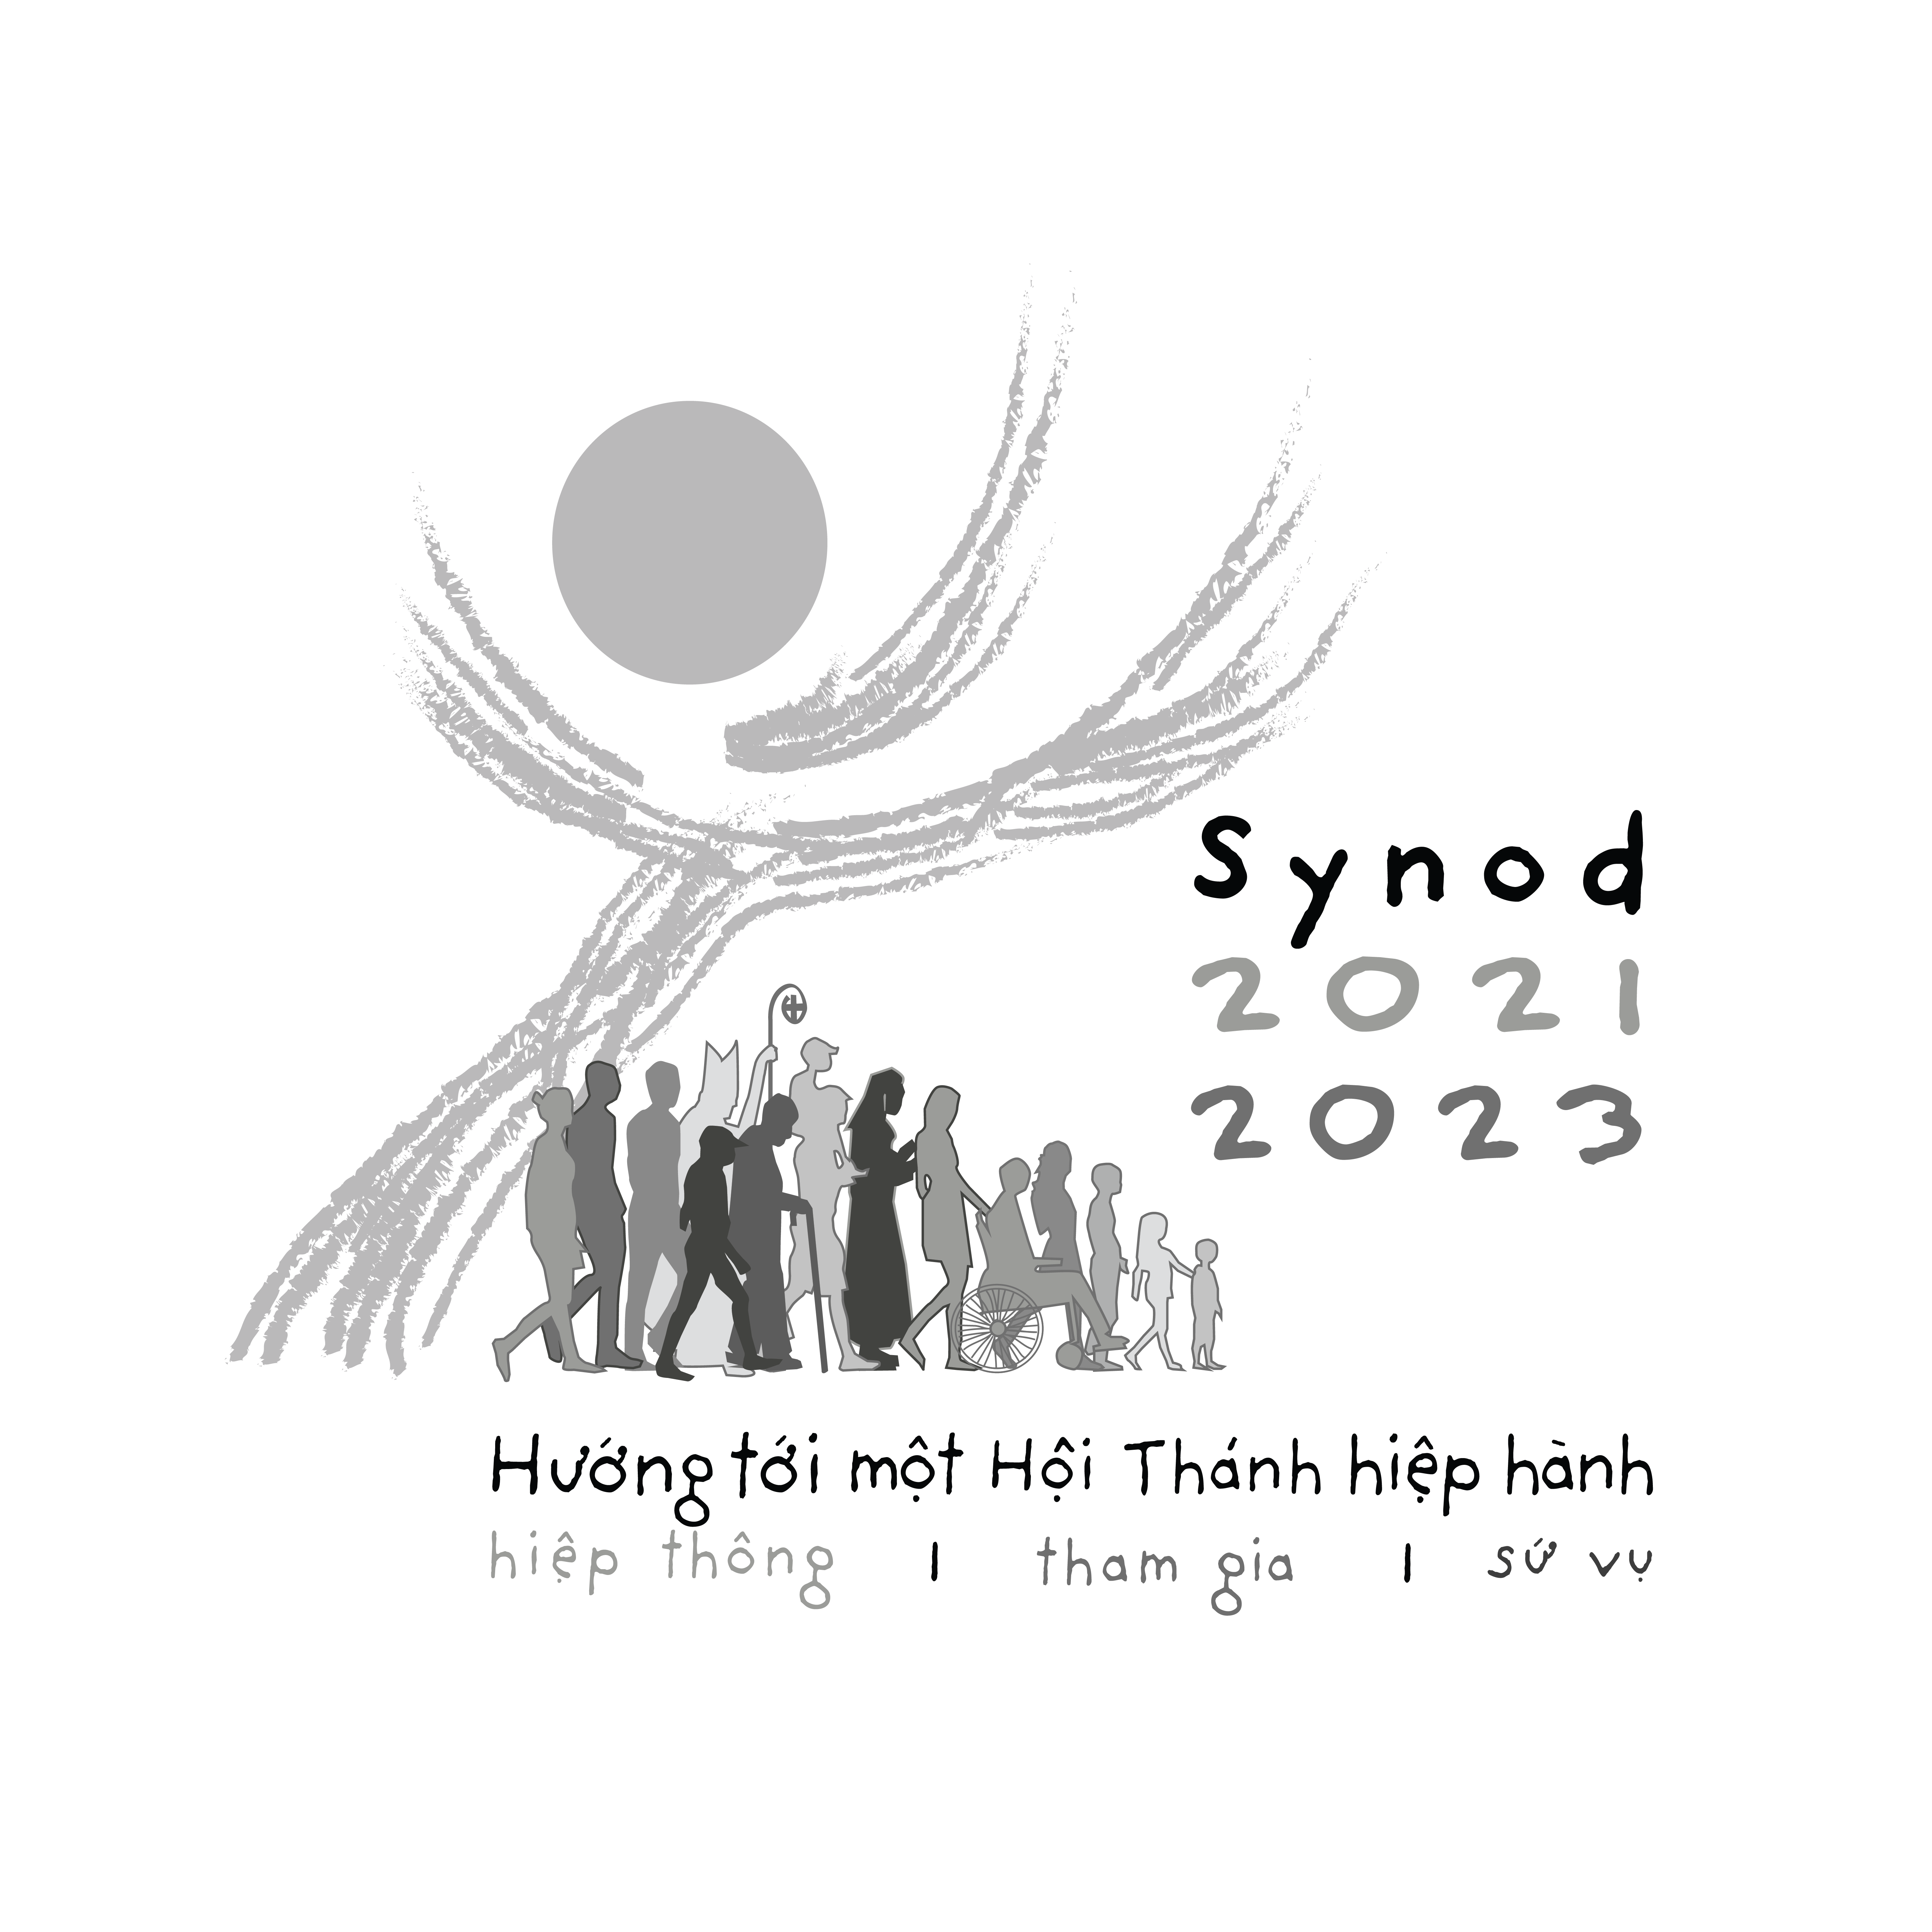 Synod
2021
2023
Hướng tới một Hội Thánh hiệp hành
hiệp thông | tham gia | sứ vụ